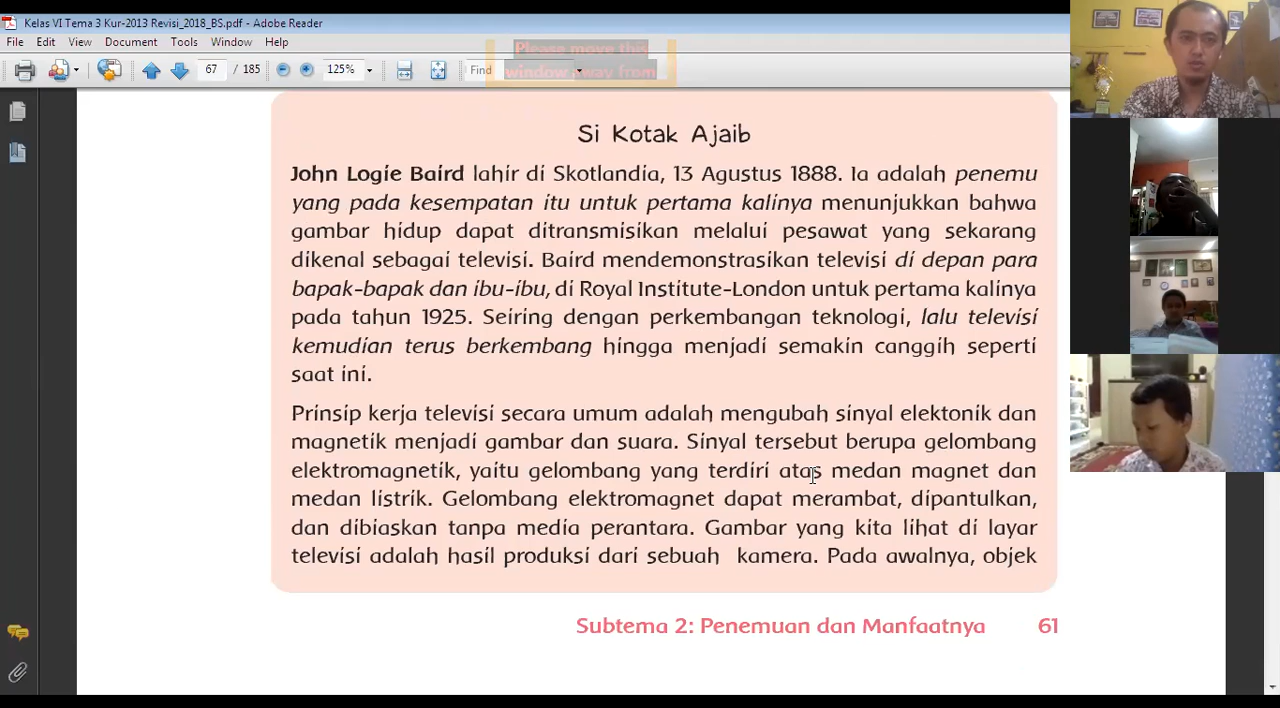 Kelas VI Tema 3 Kur-2013 Revisi_2018_BS.pdf - Adobe Reader
File Edit View Document Tools Window Help
Please move this
window away from
67 / 185 125% Find
Si Kotak Ajaib
John Logie Baird lahir di Skotlandia, 13 Agustus 1888. Ia adalah penemu
yang pada kesempatan itu untuk pertama kalinya menunjukkan bahwa
gambar hidup dapat ditransmisikan melalui pesawat yang sekarang
dikenal sebagai televisi. Baird mendemonstrasikan televisi di depan para
bapak-bapak dan ibu-ibu, di Royal Institute-London untuk pertama kalinya
pada tahun 1925. Seiring dengan perkembangan teknologi, lalu televisi
kemudian terus berkembang hingga menjadi semakin canggih seperti
saat ini.
Prinsip kerja televisi secara umum adalah mengubah sinyal elektonik dan
magnetik menjadi gambar dan suara. Sinyal tersebut berupa gelombang
elektromagnetik, yaitu gelombang yang terdiri atas medan magnet dan
medan listrik. Gelombang elektromagnet dapat merambat, dipantulkan,
dan dibiaskan tanpa media perantara. Gambar yang kita lihat di layar
televisi adalah hasil produksi dari sebuah kamera. Pada awalnya, objek
Subtema 2: Penemuan dan Manfaatnya 61